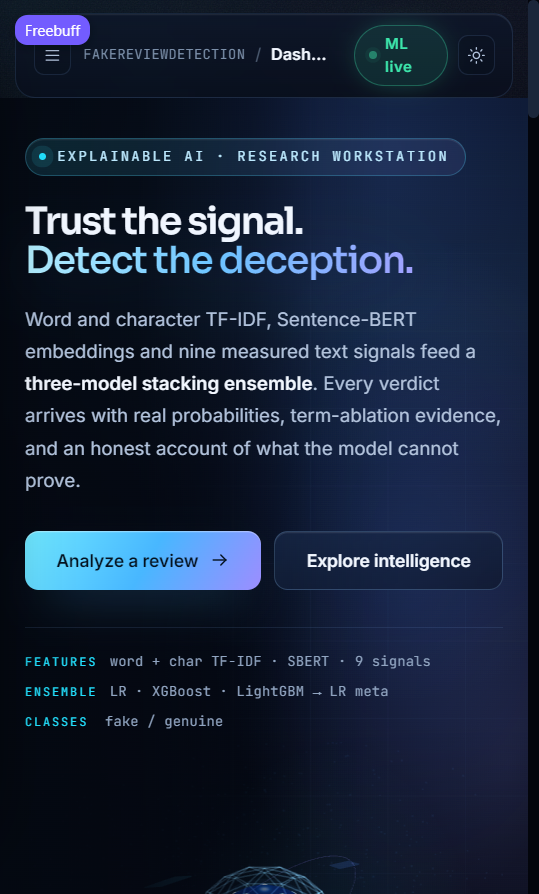 Freebuff
FAKEREVIEWDETECTION / Dash...
ML
live
EXPLAINABLE AI · RESEARCH WORKSTATION
Trust the signal.
Detect the deception.
Word and character TF-IDF, Sentence-BERT
embeddings and nine measured text signals feed a
three-model stacking ensemble. Every verdict
arrives with real probabilities, term-ablation evidence,
and an honest account of what the model cannot
prove.
Analyze a review →
Explore intelligence
FEATURES word + char TF-IDF · SBERT · 9 signals
ENSEMBLE LR · XGBoost · LightGBM → LR meta
CLASSES fake / genuine